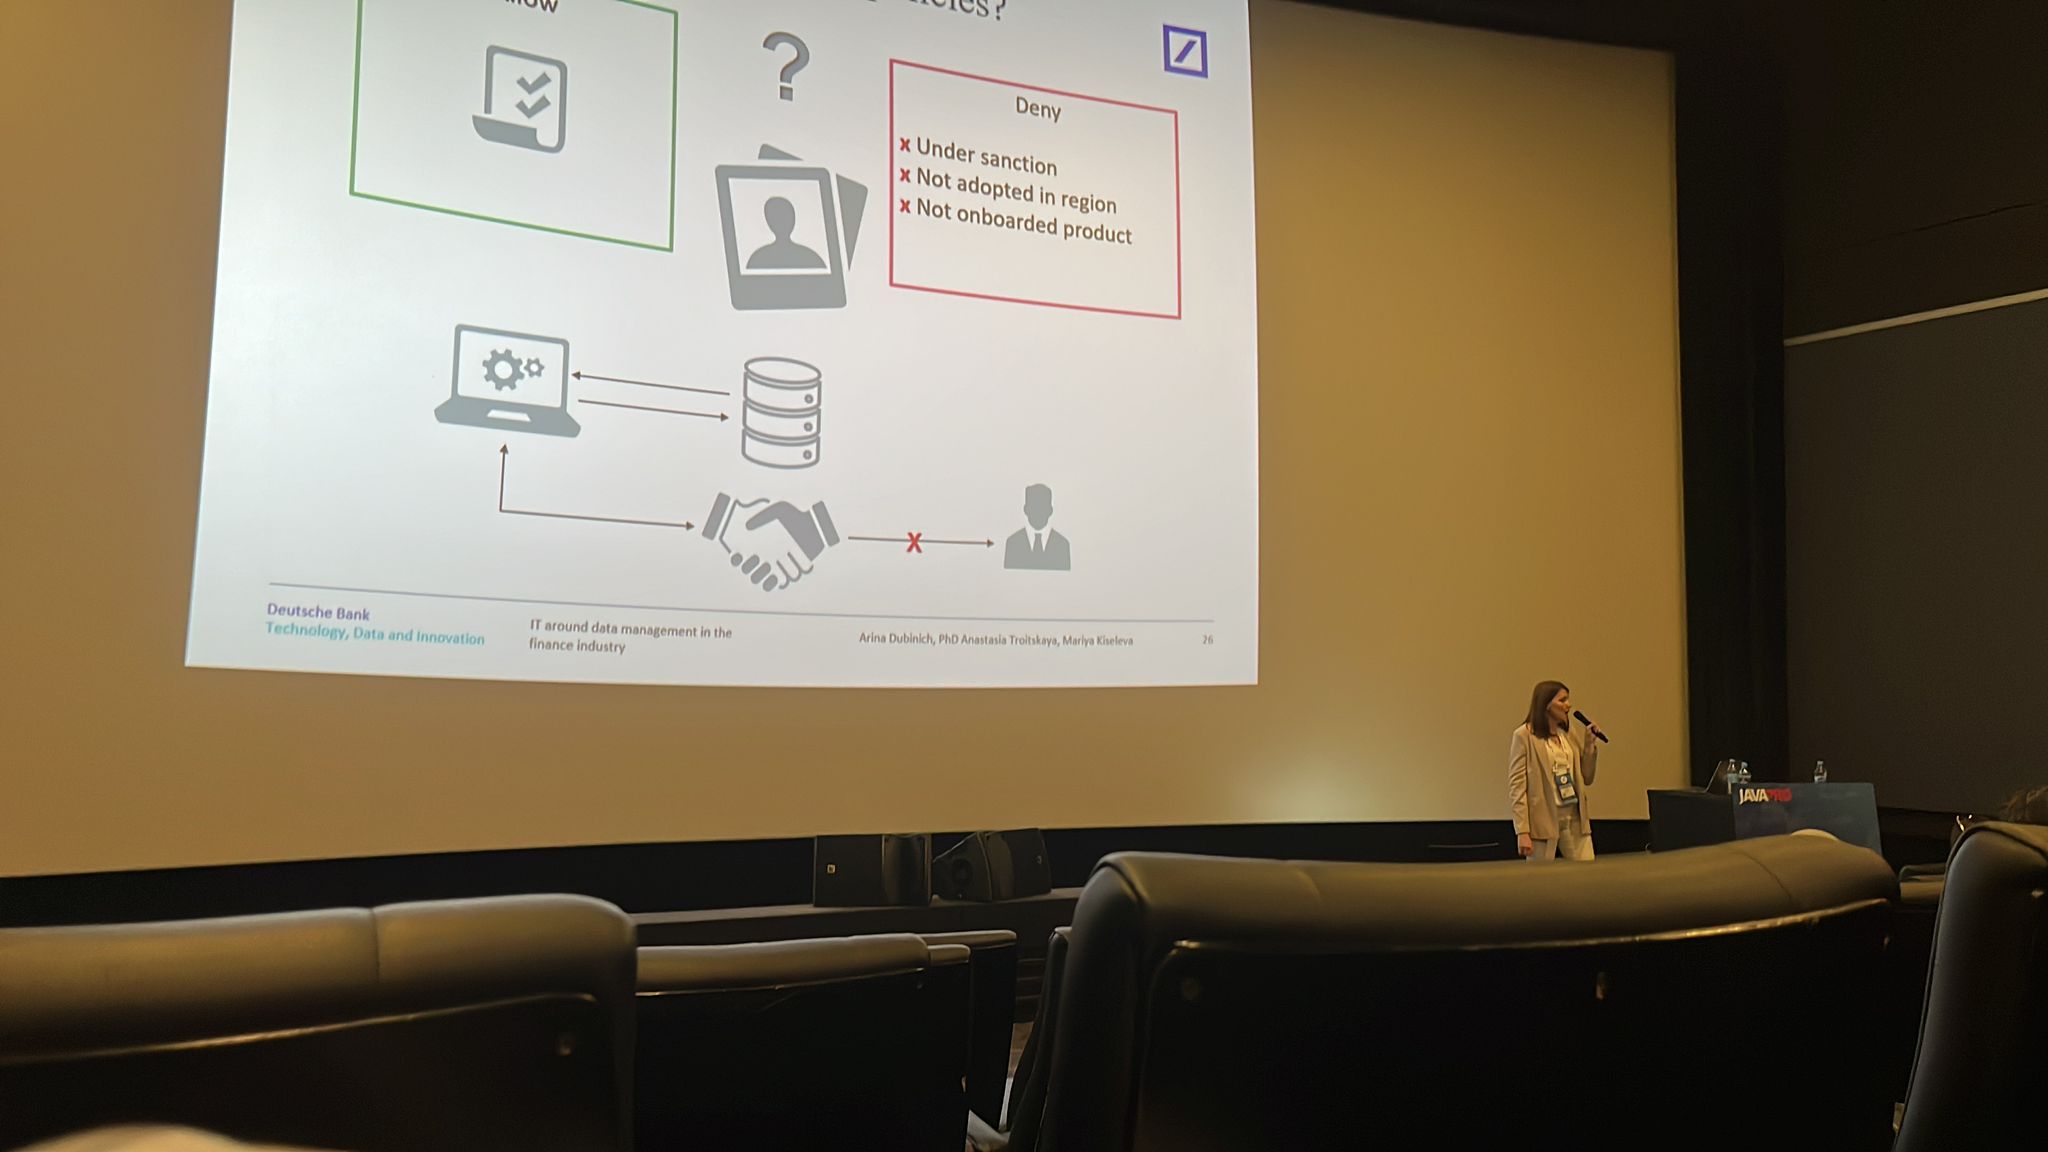 ?
Deny
x Under sanction
x Not adopted in region
x Not onboarded product
X
Deutsche Bank
Technology, Data and Innovation
IT around data management in the
finance industry
Arina Dubinich, PhD Anastasia Troitskaya, Mariya Kiseleva
26
JAVAPRO